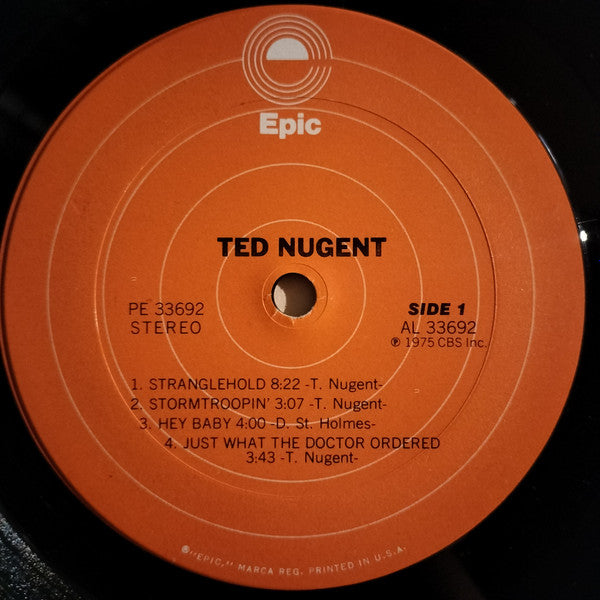 Epic
TED NUGENT
PE 33692
STEREO
SIDE 1
AL 33692
℗ 1975 CBS Inc.
1. STRANGLEHOLD 8:22 -T. Nugent-
2. STORMTROOPIN' 3:07 -T. Nugent-
3. HEY BABY 4:00 -D. St. Holmes-
4. JUST WHAT THE DOCTOR ORDERED
3:43 -T. Nugent-
®"EPIC," MARCA REG. PRINTED IN U.S.A.